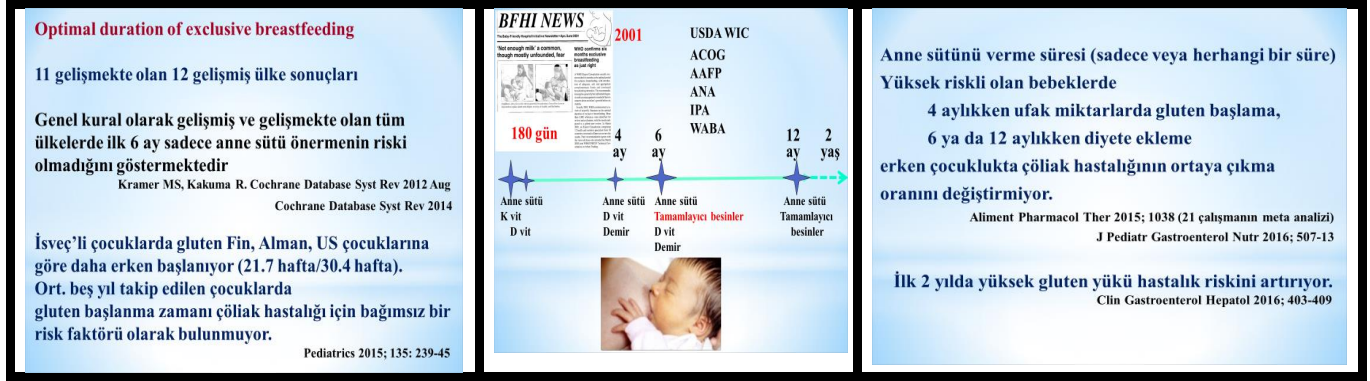 Optimal duration of exclusive breastfeeding
11 gelişmekte olan 12 gelişmiş ülke sonuçları
Genel kural olarak gelişmiş ve gelişmekte olan tüm
ülkelerde ilk 6 ay sadece anne sütü önermenin riski
olmadığını göstermektedir
Kramer MS, Kakuma R. Cochrane Database Syst Rev 2012 Aug
Cochrane Database Syst Rev 2014
İsveç’li çocuklarda gluten Fin, Alman, US çocuklarına
göre daha erken başlanıyor (21.7 hafta/30.4 hafta).
Ort. beş yıl takip edilen çocuklarda
gluten başlanma zamanı çöliak hastalığı için bağımsız bir
risk faktörü olarak bulunmuyor.
Pediatrics 2015; 135: 239-45
BFHI NEWS
'Not enough milk' a common,
though mostly unfounded, fear
WHO confirms six
months exclusive
breastfeeding
as just right
2001
180 gün
USDA WIC
ACOG
AAFP
ANA
IPA
WABA
4
ay
6
ay
12
ay
2
yaş
Anne sütü
K vit
D vit
Anne sütü
D vit
Demir
Anne sütü
Tamamlayıcı besinler
D vit
Demir
Anne sütü
Tamamlayıcı
besinler
Anne sütünü verme süresi (sadece veya herhangi bir süre)
Yüksek riskli olan bebeklerde
4 aylıkken ufak miktarlarda gluten başlama,
6 ya da 12 aylıkken diyete ekleme
erken çocuklukta çöliak hastalığının ortaya çıkma
oranını değiştirmiyor.
Aliment Pharmacol Ther 2015; 1038 (21 çalışmanın meta analizi)
J Pediatr Gastroenterol Nutr 2016; 507-13
İlk 2 yılda yüksek gluten yükü hastalık riskini artırıyor.
Clin Gastroenterol Hepatol 2016; 403-409